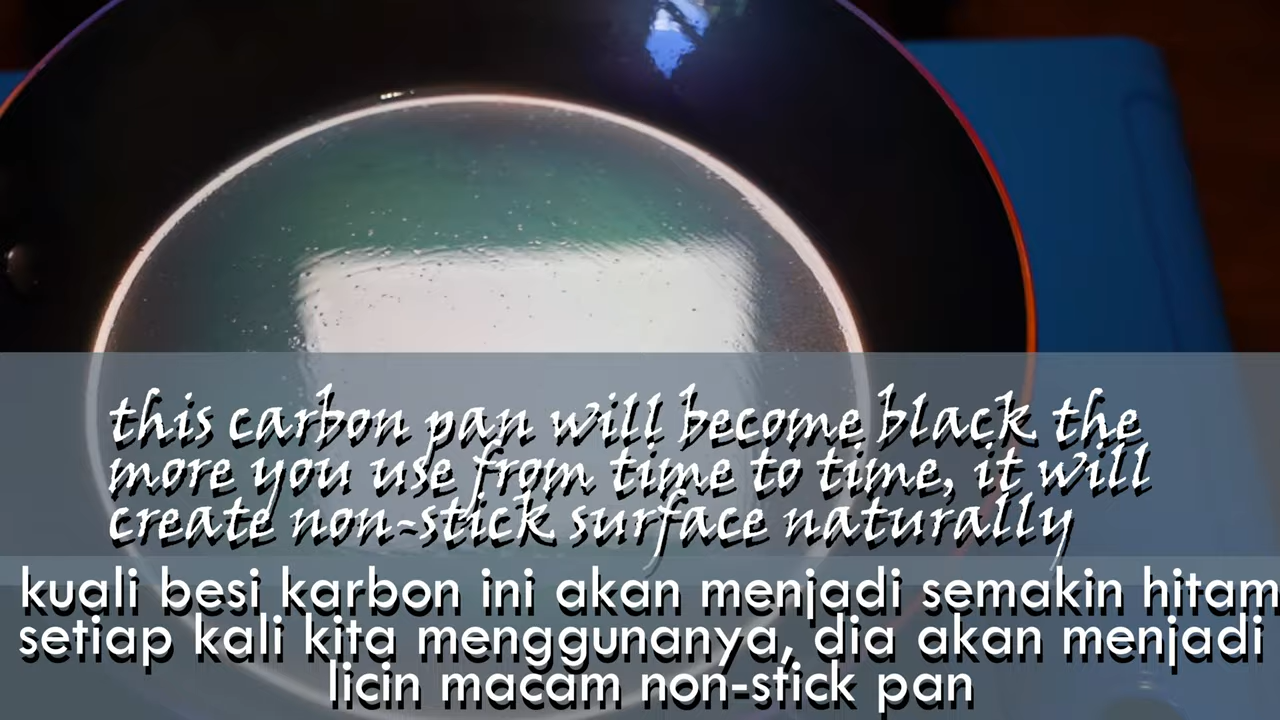 this carbon pan will become black the
more you use from time to time, it will
create non-stick surface naturally
kuali besi karbon ini akan menjadi semakin hitam
setiap kali kita menggunanya, dia akan menjadi
licin macam non-stick pan